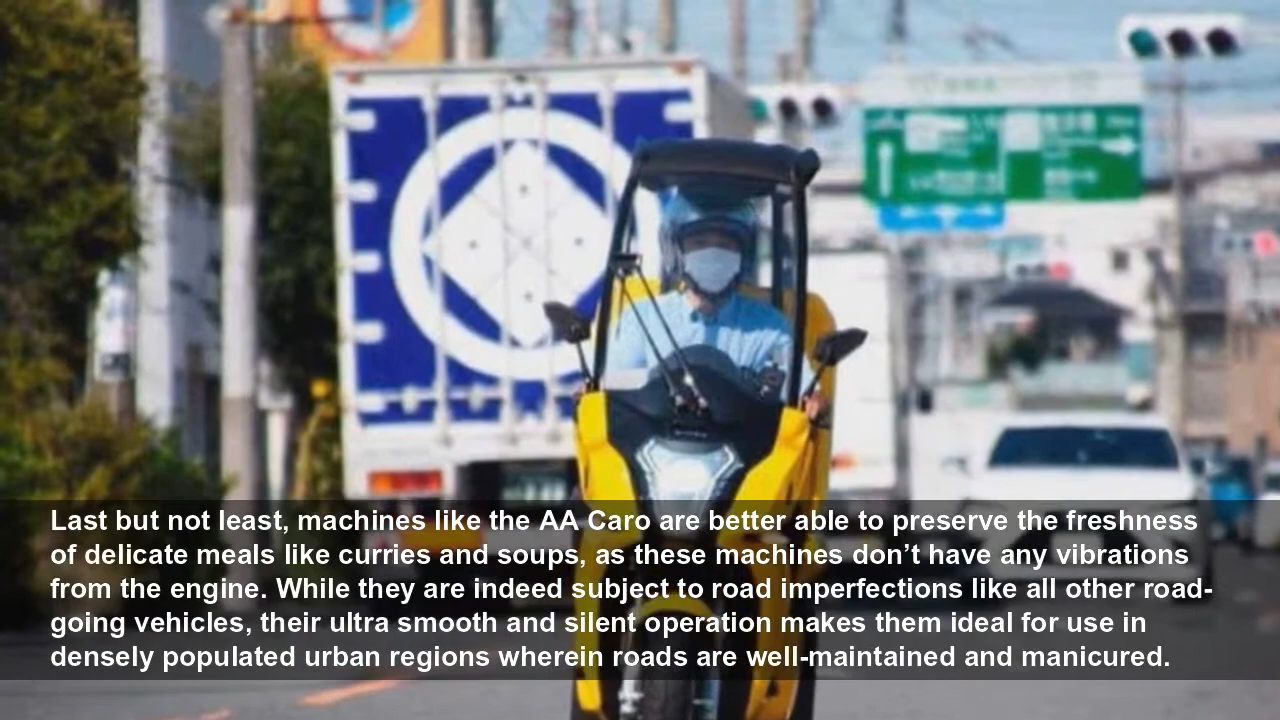 Last but not least, machines like the AA Caro are better able to preserve the freshness
of delicate meals like curries and soups, as these machines don’t have any vibrations
from the engine. While they are indeed subject to road imperfections like all other road-
going vehicles, their ultra smooth and silent operation makes them ideal for use in
densely populated urban regions wherein roads are well-maintained and manicured.